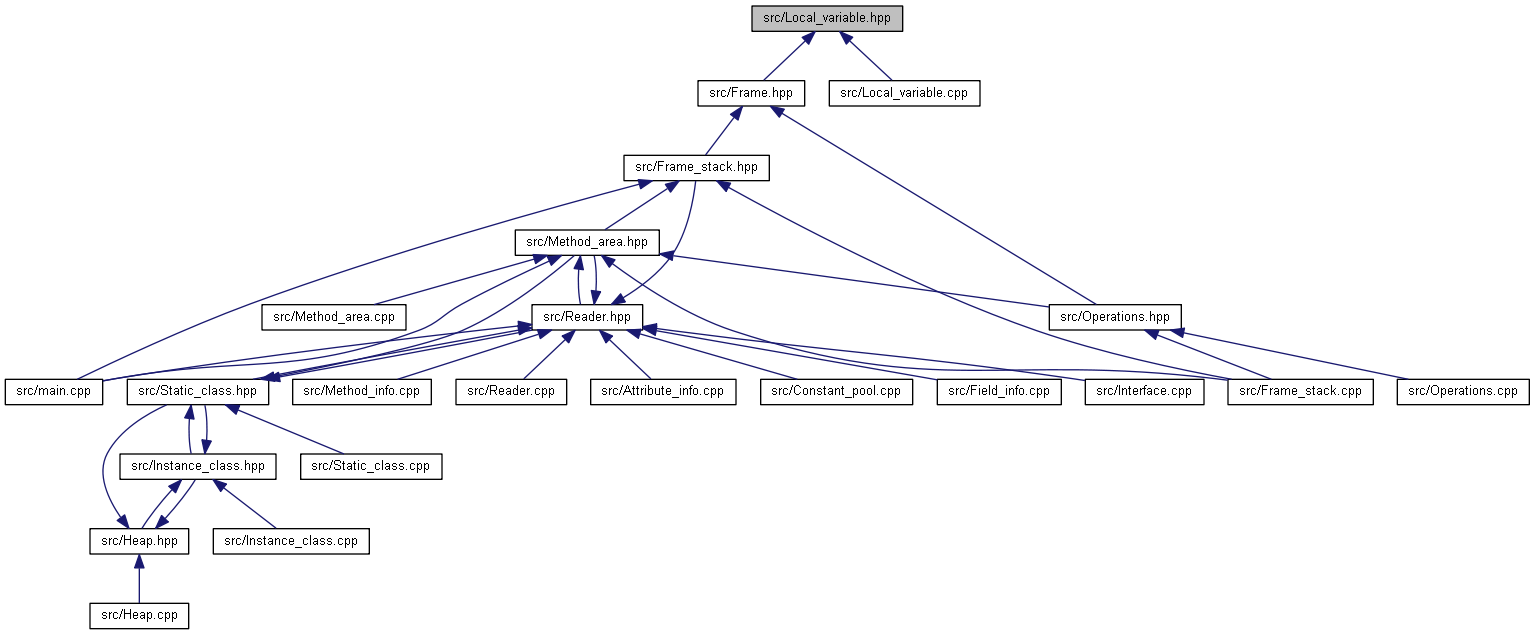 src/Local_variable.hpp
src/Frame.hpp
src/Local_variable.cpp
src/Frame_stack.hpp
src/Method_area.hpp
src/Method_area.cpp
src/Reader.hpp
src/Operations.hpp
src/main.cpp
src/Static_class.hpp
src/Method_info.cpp
src/Reader.cpp
src/Attribute_info.cpp
src/Constant_pool.cpp
src/Field_info.cpp
src/Interface.cpp
src/Frame_stack.cpp
src/Operations.cpp
src/Instance_class.hpp
src/Static_class.cpp
src/Heap.hpp
src/Instance_class.cpp
src/Heap.cpp